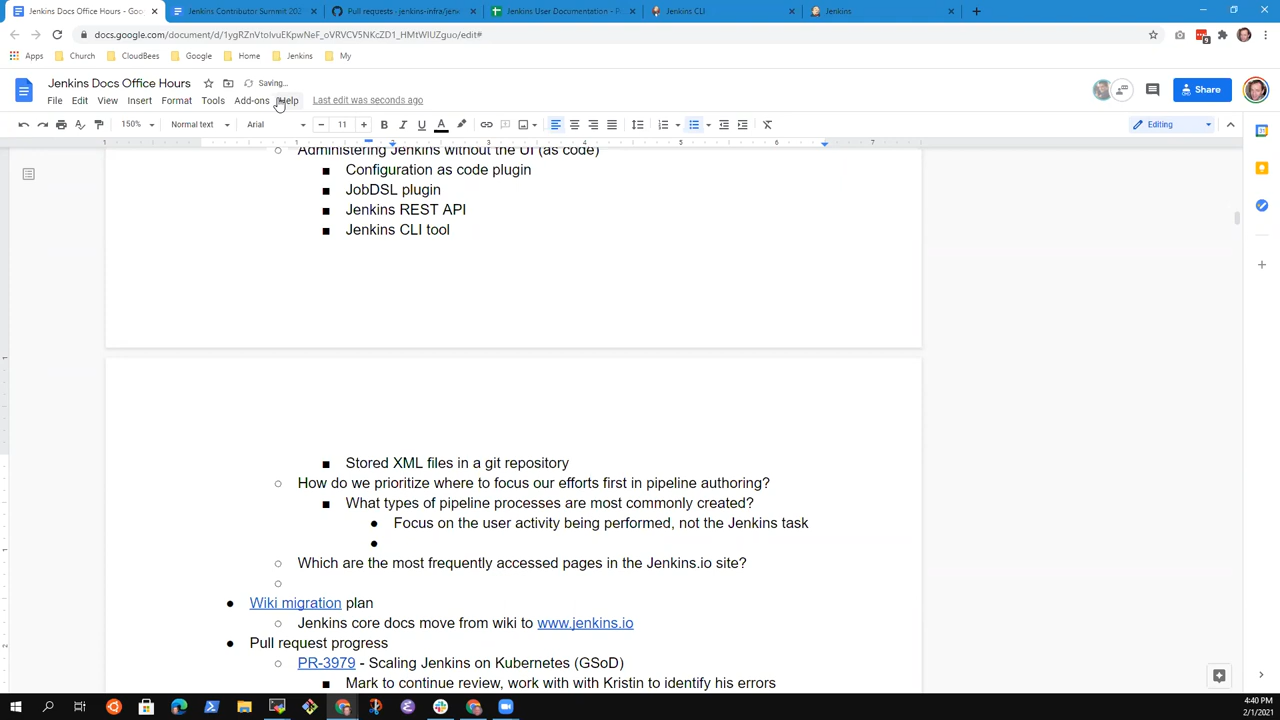 Jenkins Docs Office Hours - Goo
Jenkins Contributor Summit 202
Pull requests · jenkins-infra/jen
Jenkins User Documentation - P
Jenkins CLI
Jenkins
docs.google.com/document/d/1ygRZnVtoIvuEKpwNeF_oVRVCV5NKcZD1_HMtWIUZguo/edit#
Apps
Church
CloudBees
Google
Home
Jenkins
My
Jenkins Docs Office Hours
Saving...
File Edit View Insert Format Tools Add-ons Help
Last edit was seconds ago
Share
150%
Normal text
Arial
11
B I U A
Editing
1 1 3 4 5 6 7
Administering Jenkins without the UI (as code)
Configuration as code plugin
JobDSL plugin
Jenkins REST API
Jenkins CLI tool
Stored XML files in a git repository
How do we prioritize where to focus our efforts first in pipeline authoring?
What types of pipeline processes are most commonly created?
Focus on the user activity being performed, not the Jenkins task
Which are the most frequently accessed pages in the Jenkins.io site?
Wiki migration plan
Jenkins core docs move from wiki to www.jenkins.io
Pull request progress
PR-3979 - Scaling Jenkins on Kubernetes (GSoD)
Mark to continue review, work with with Kristin to identify his errors
4:40 PM
2/1/2021